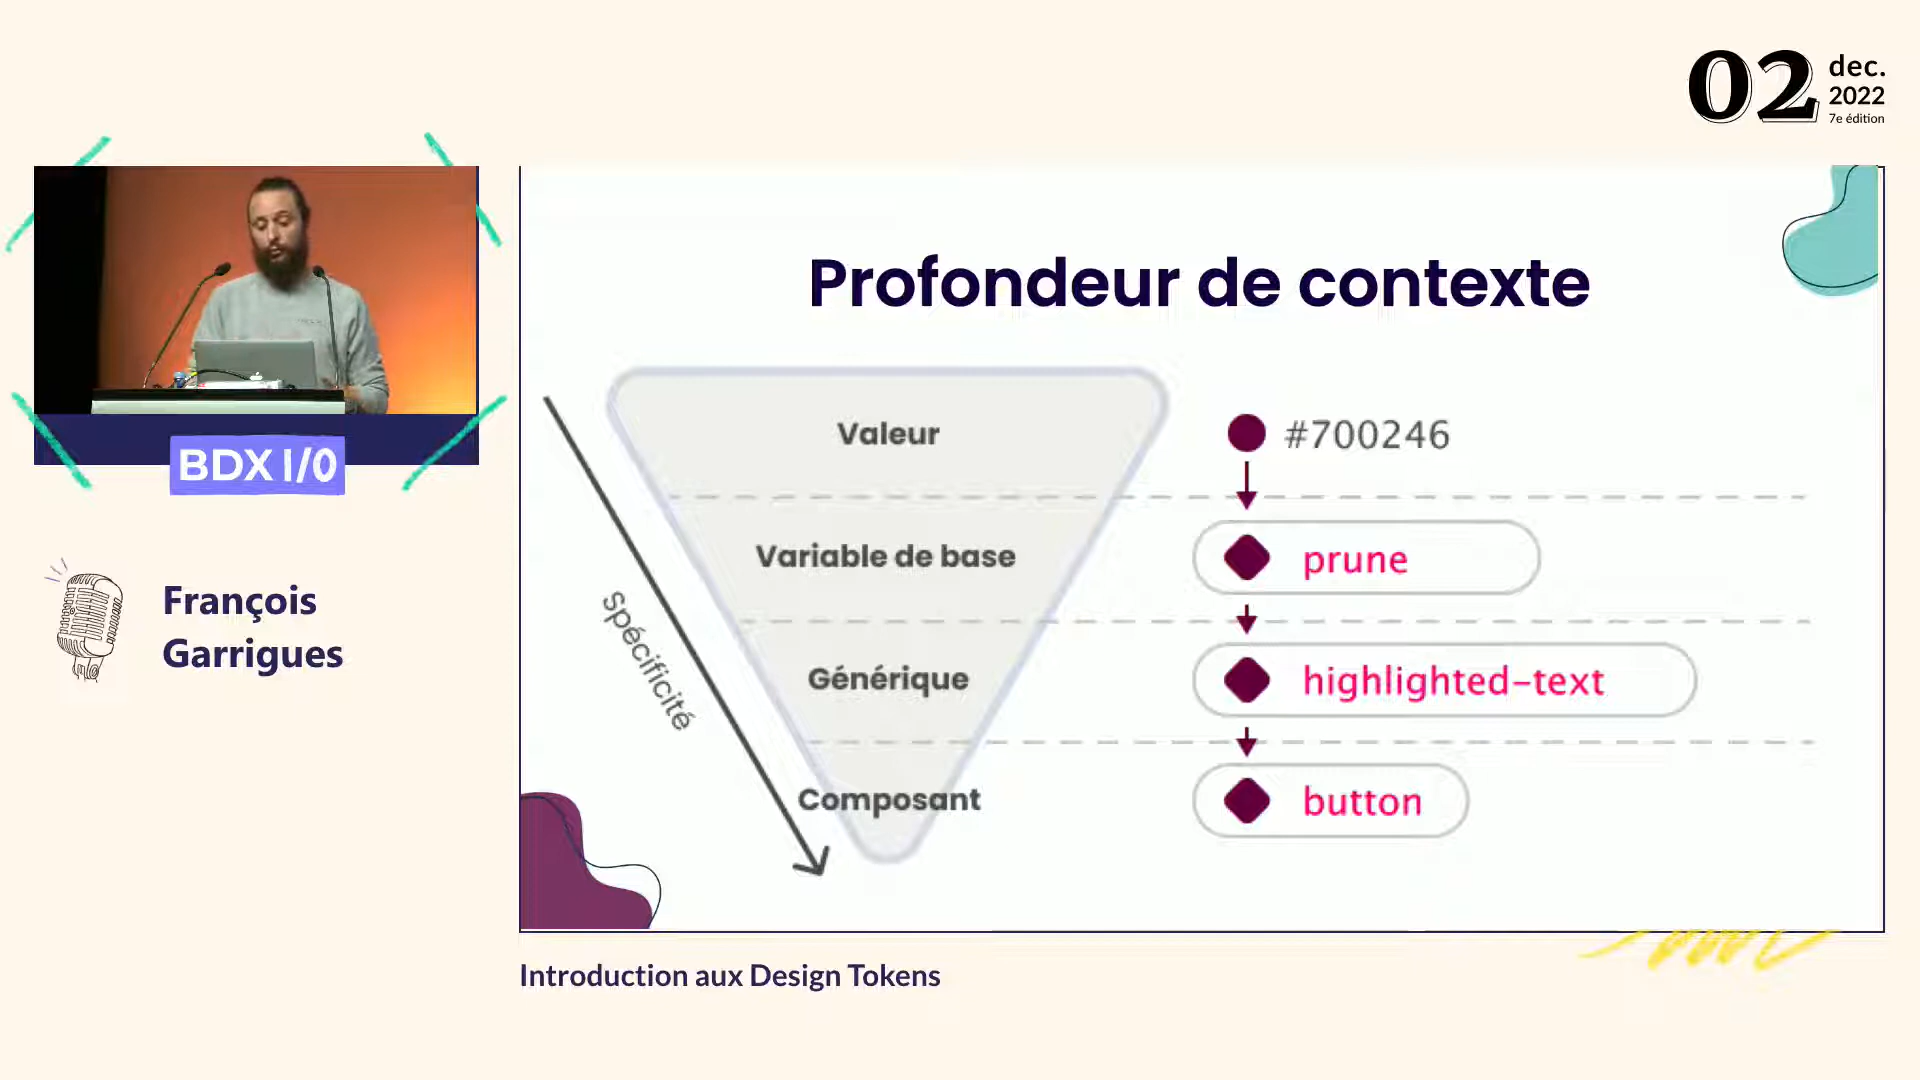 02
dec.
2022
7e édition
BDX I/O
François
Garrigues
Profondeur de contexte
Spécificité
Valeur
#700246
Variable de base
prune
Générique
highlighted-text
Composant
button
Introduction aux Design Tokens